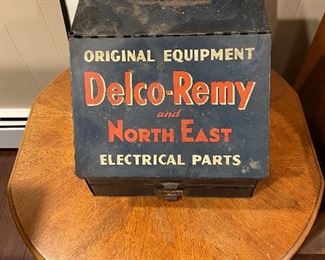 ORIGINAL EQUIPMENT
Delco-Remy
and
NORTH EAST
ELECTRICAL PARTS